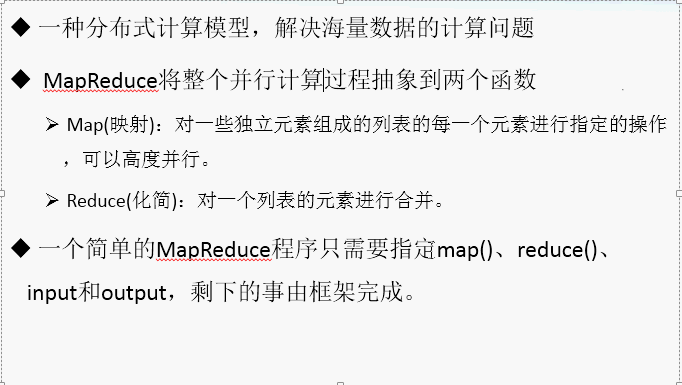 ◆ 一种分布式计算模型，解决海量数据的计算问题
◆ MapReduce将整个并行计算过程抽象到两个函数
➢ Map(映射)：对一些独立元素组成的列表的每一个元素进行指定的操作
，可以高度并行。
➢ Reduce(化简)：对一个列表的元素进行合并。
◆ 一个简单的MapReduce程序只需要指定map()、reduce()、
input和output，剩下的事由框架完成。